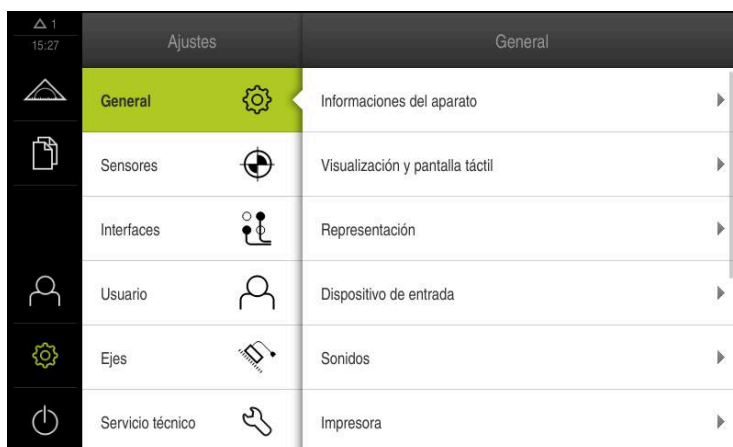 1
15:27
Ajustes
General
General
Informaciones del aparato
Sensores
Visualización y pantalla táctil
Interfaces
Representación
Usuario
Dispositivo de entrada
Ejes
Sonidos
Servicio técnico
Impresora